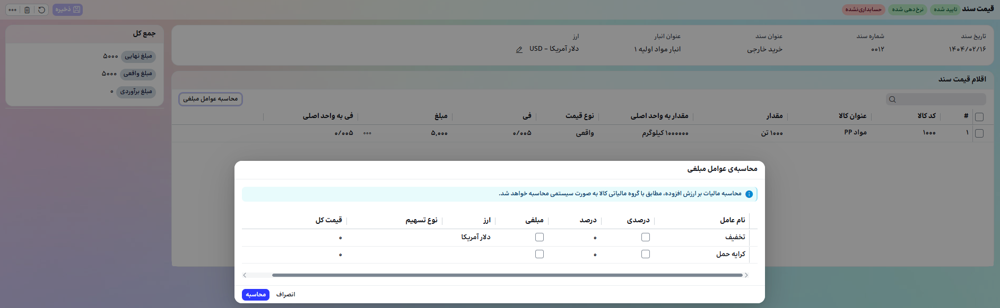 قیمت سند تایید شده نرخ‌دهی شده حسابداری‌نشده
ذخیره
تاریخ سند عنوان سند شماره سند عنوان انبار ارز
۱۴۰۴/۰۲/۱۶ ۰۰۱۲ خرید خارجی انبار مواد اولیه ۱ دلار آمریکا – USD
جمع کل
مبلغ نهایی ۵۰۰۰
مبلغ واقعی ۵۰۰۰
مبلغ برآوردی ۰
اقلام قیمت سند
محاسبه عوامل مبلغی
# کد کالا عنوان کالا مقدار مقدار به واحد اصلی نوع قیمت فی مبلغ فی به واحد اصلی
۱ ۱۰۰۰ مواد PP ۱۰۰۰ تن ۱۰۰۰۰۰۰ کیلوگرم واقعی ۰/۰۰۵ ۵,۰۰۰ ۰/۰۰۵
محاسبه‌ی عوامل مبلغی
محاسبه مالیات بر ارزش افزوده، مطابق با گروه مالیاتی کالا به صورت سیستمی محاسبه خواهد شد.
نام عامل درصدی درصد مبلغی ارز نوع تسهیم قیمت کل
تخفیف ۰ دلار آمریکا ۰
کرایه حمل ۰ ۰
انصراف محاسبه